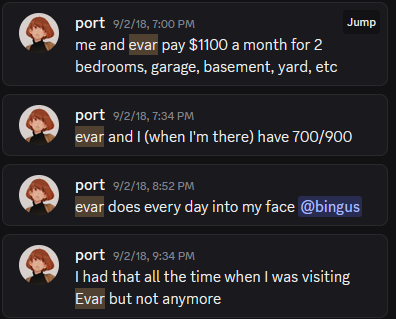 port 9/2/18, 7:00 PM
Jump
me and evar pay $1100 a month for 2
bedrooms, garage, basement, yard, etc
port 9/2/18, 7:34 PM
evar and I (when I'm there) have 700/900
port 9/2/18, 8:52 PM
evar does every day into my face @bingus
port 9/2/18, 9:34 PM
I had that all the time when I was visiting
Evar but not anymore